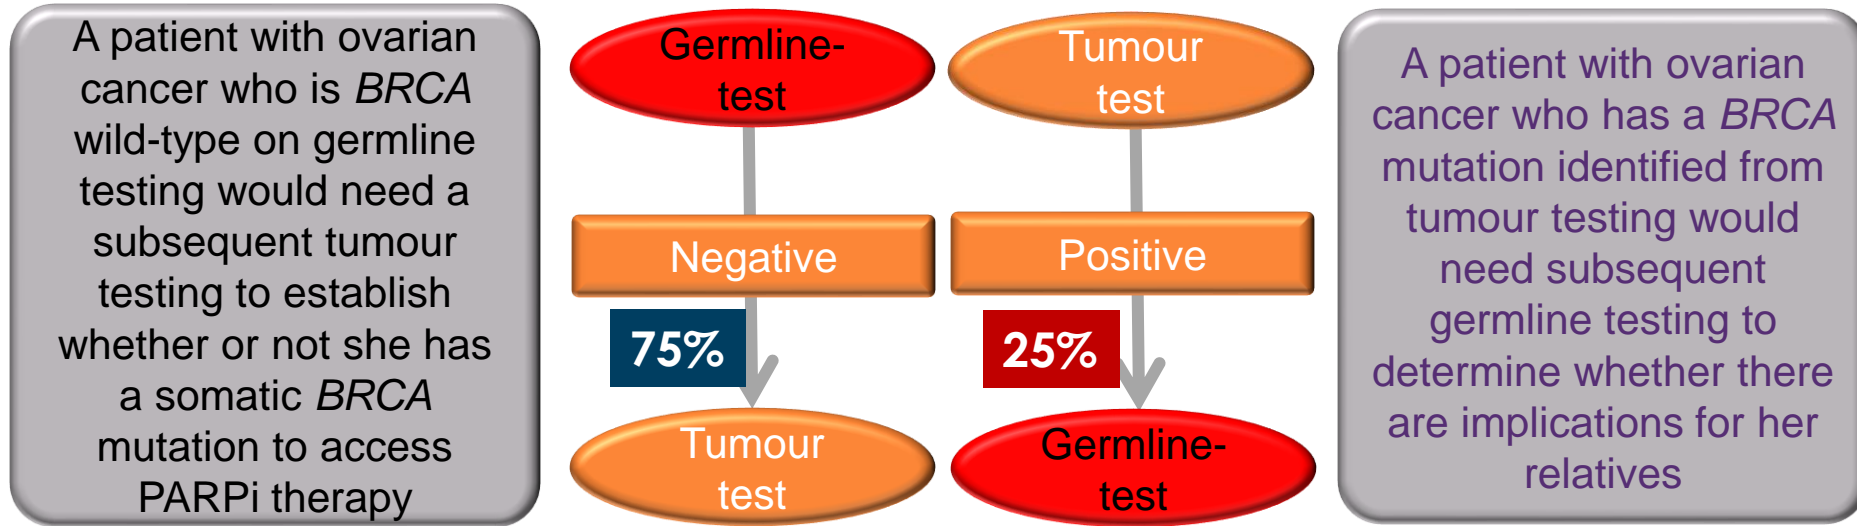 A patient with ovarian
cancer who is BRCA
wild-type on germline
testing would need a
subsequent tumour
testing to establish
whether or not she has
a somatic BRCA
mutation to access
PARPi therapy
Germline-
test
Negative
75%
Tumour
test
Tumour
test
Positive
25%
Germline-
test
A patient with ovarian
cancer who has a BRCA
mutation identified from
tumour testing would
need subsequent
germline testing to
determine whether there
are implications for her
relatives